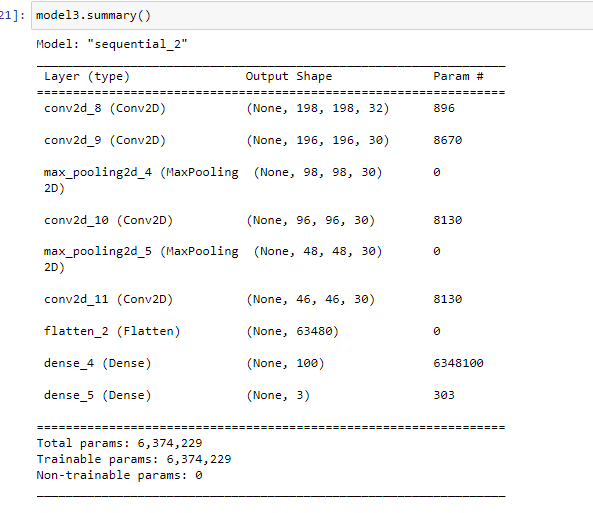 21]: model3.summary()
Model: "sequential_2"
_________________________________________________________________
Layer (type) Output Shape Param #
=================================================================
conv2d_8 (Conv2D) (None, 198, 198, 32) 896
conv2d_9 (Conv2D) (None, 196, 196, 30) 8670
max_pooling2d_4 (MaxPooling (None, 98, 98, 30) 0
2D)
conv2d_10 (Conv2D) (None, 96, 96, 30) 8130
max_pooling2d_5 (MaxPooling (None, 48, 48, 30) 0
2D)
conv2d_11 (Conv2D) (None, 46, 46, 30) 8130
flatten_2 (Flatten) (None, 63480) 0
dense_4 (Dense) (None, 100) 6348100
dense_5 (Dense) (None, 3) 303
=================================================================
Total params: 6,374,229
Trainable params: 6,374,229
Non-trainable params: 0
_________________________________________________________________